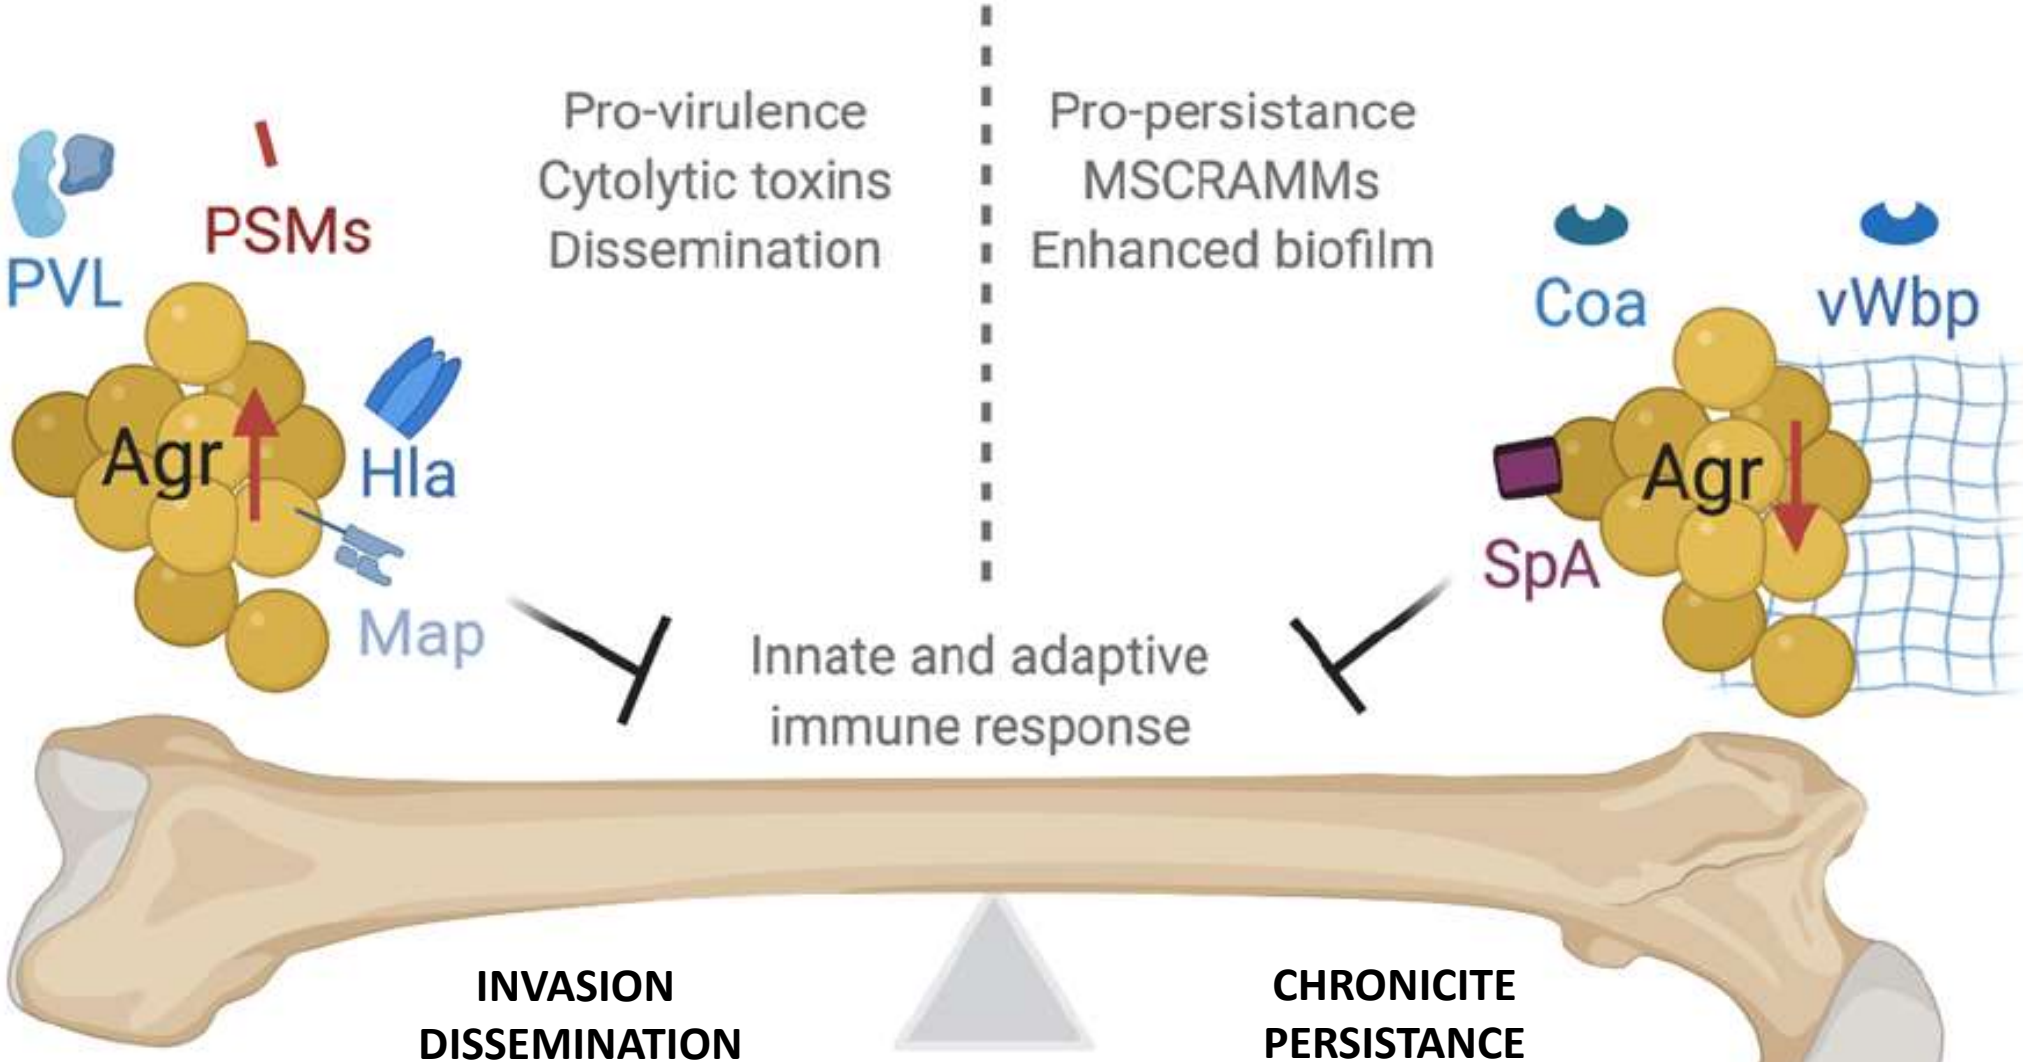 Pro-virulence
Cytolytic toxins
Dissemination
Pro-persistance
MSCRAMMs
Enhanced biofilm
PVL
PSMs
Agr
Hla
Map
Coa
vWbp
Agr
SpA
Innate and adaptive
immune response
INVASION
DISSEMINATION
CHRONICITE
PERSISTANCE